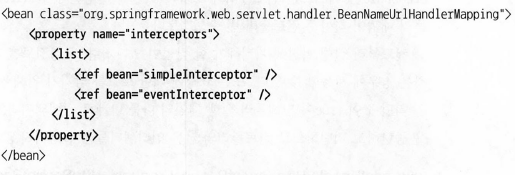 <bean class="org.springframework.web.servlet.handler.BeanNameUrlHandlerMapping">
<property name="interceptors">
<list>
<ref bean="simpleInterceptor" />
<ref bean="eventInterceptor" />
</list>
</property>
</bean>